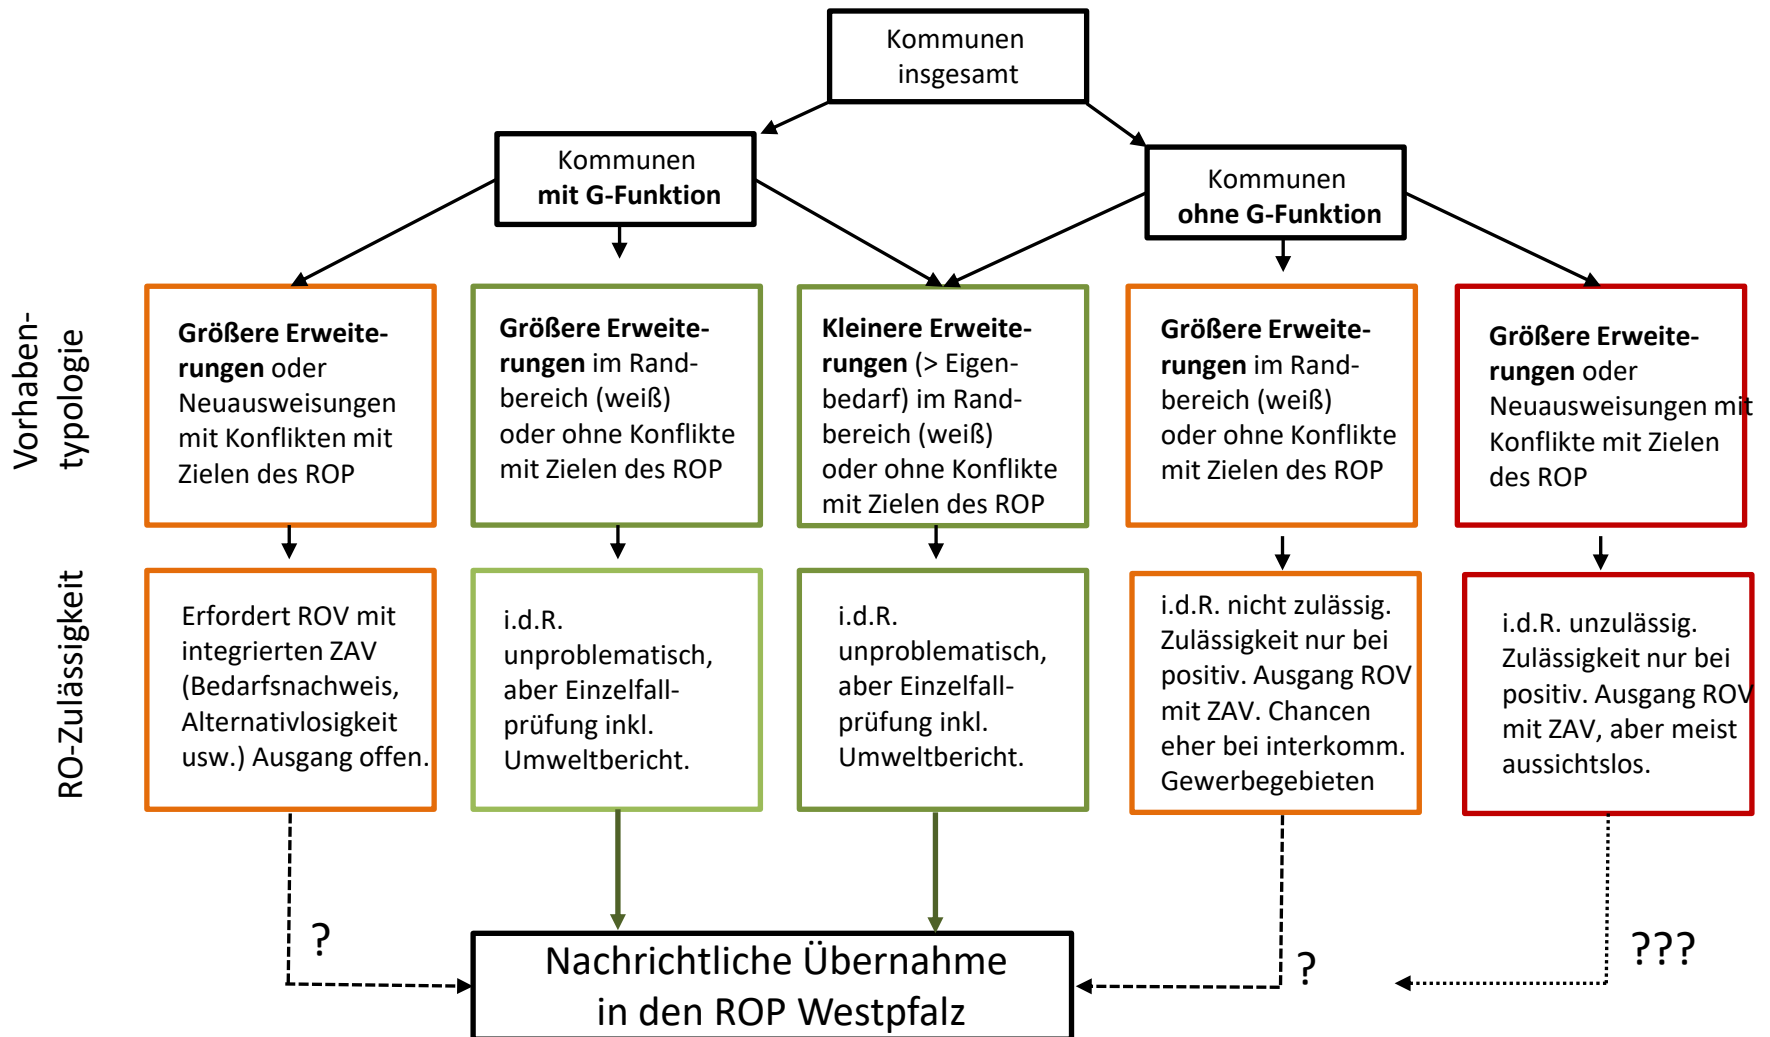 Kommunen
insgesamt
Kommunen
mit G-Funktion
Kommunen
ohne G-Funktion
Vorhaben-
typologie
Größere Erweite-
rungen oder
Neuausweisungen
mit Konflikten mit
Zielen des ROP
Größere Erweite-
rungen im Rand-
bereich (weiß)
oder ohne Konflikte
mit Zielen des ROP
Kleinere Erweite-
rungen (> Eigen-
bedarf) im Rand-
bereich (weiß)
oder ohne Konflikte
mit Zielen des ROP
Größere Erweite-
rungen im Rand-
bereich (weiß)
oder ohne Konflikte
mit Zielen des ROP
Größere Erweite-
rungen oder
Neuausweisungen mit
Konflikte mit Zielen
des ROP
RO-Zulässigkeit
Erfordert ROV mit
integrierten ZAV
(Bedarfsnachweis,
Alternativlosigkeit
usw.) Ausgang offen.
i.d.R.
unproblematisch,
aber Einzelfall-
prüfung inkl.
Umweltbericht.
i.d.R.
unproblematisch,
aber Einzelfall-
prüfung inkl.
Umweltbericht.
i.d.R. nicht zulässig.
Zulässigkeit nur bei
positiv. Ausgang ROV
mit ZAV. Chancen
eher bei interkomm.
Gewerbegebieten
i.d.R. unzulässig.
Zulässigkeit nur bei
positiv. Ausgang ROV
mit ZAV, aber meist
aussichtslos.
?
?
???
Nachrichtliche Übernahme
in den ROP Westpfalz